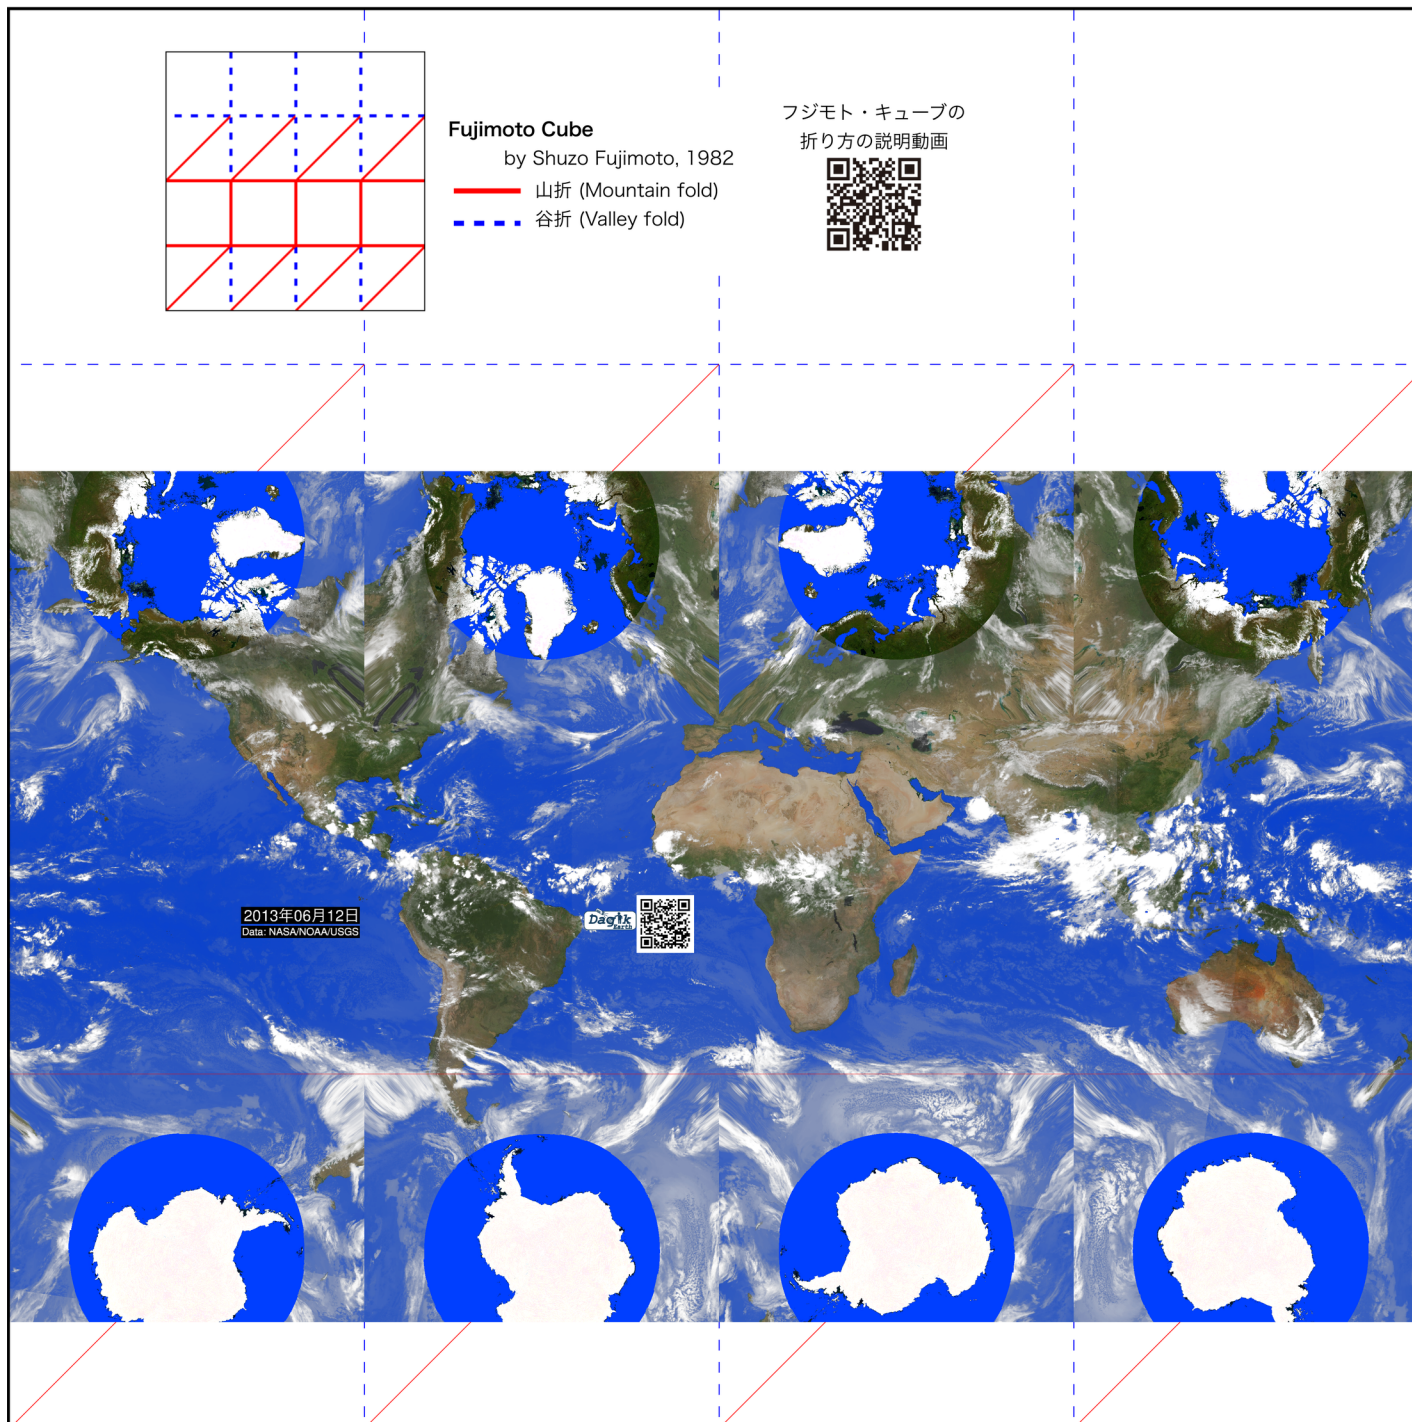 Fujimoto Cube
by Shuzo Fujimoto, 1982
山折 (Mountain fold)
谷折 (Valley fold)
フジモト・キューブの
折り方の説明動画
2013年06月12日
Data: NASA/NOAA/USGS
Dagik
Earth